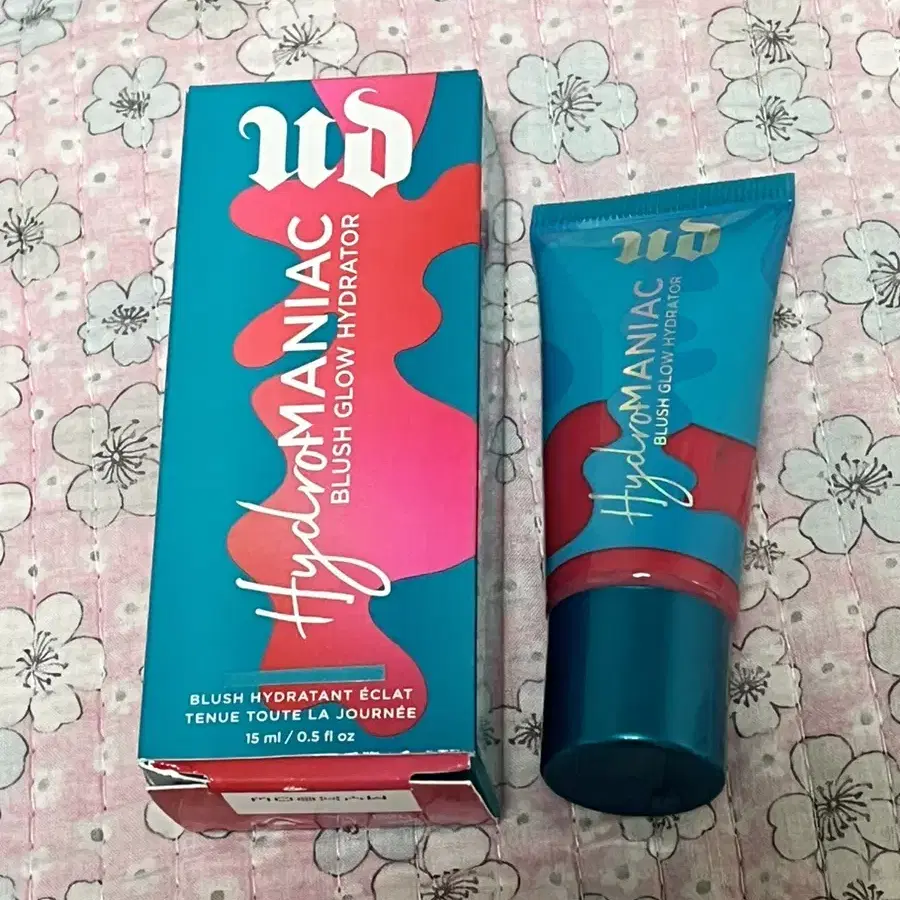 ud
HydroMANIAC
BLUSH GLOW HYDRATOR
BLUSH HYDRATANT ÉCLAT
TENUE TOUTE LA JOURNÉE
15 ml / 0.5 fl oz
ud
HydroMANIAC
BLUSH GLOW HYDRATOR